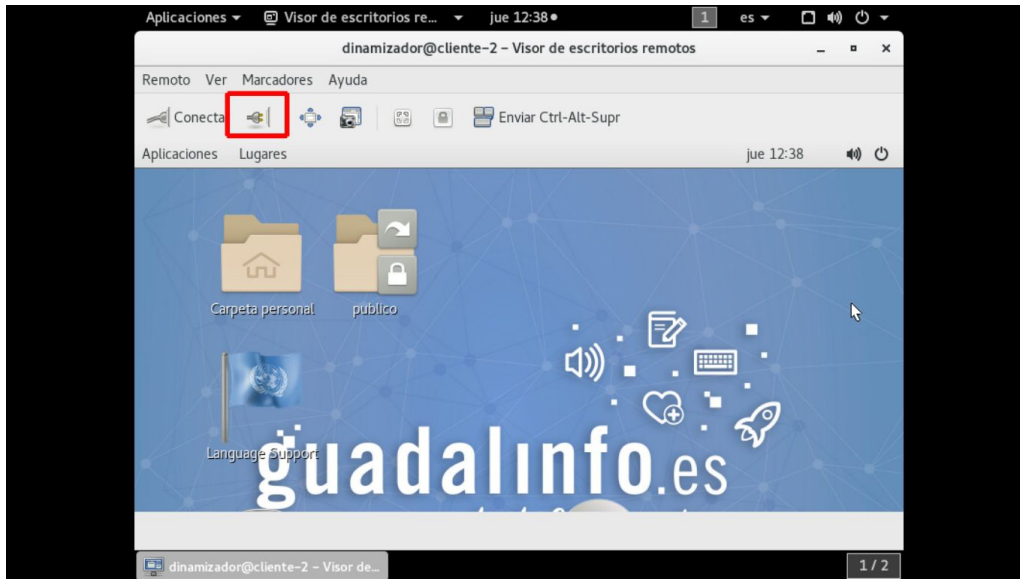 Aplicaciones Visor de escritorios re... jue 12:38 1 es
dinamizador@cliente-2 – Visor de escritorios remotos
Remoto Ver Marcadores Ayuda
Conecta Enviar Ctrl-Alt-Supr
Aplicaciones Lugares jue 12:38
Carpeta personal publico
Language Support
guadalinfo.es
dinamizador@cliente-2 – Visor de... 1 / 2